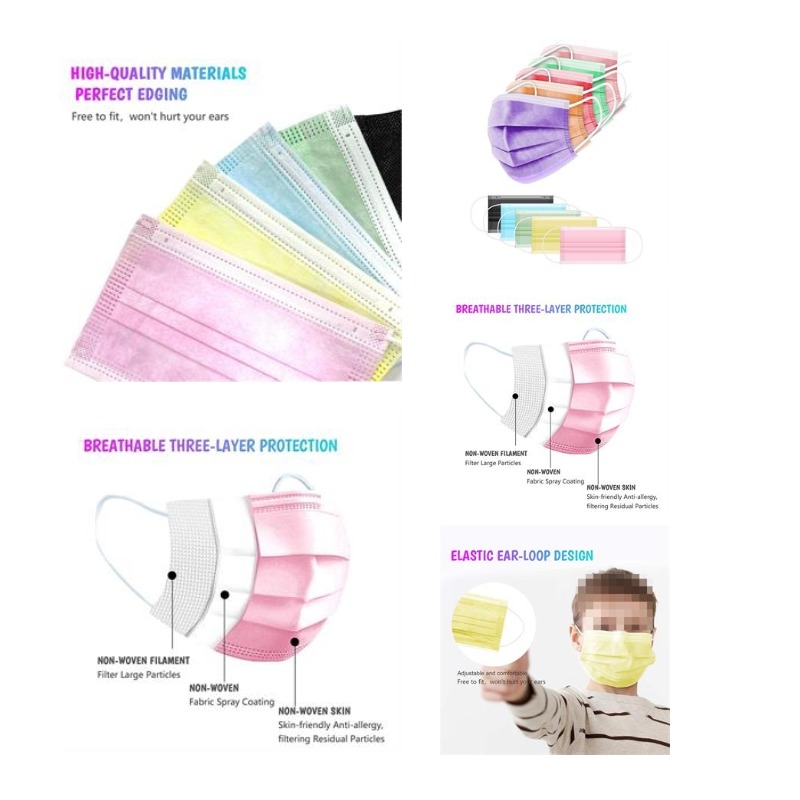 HIGH-QUALITY MATERIALS
PERFECT EDGING
Free to fit, won't hurt your ears
BREATHABLE THREE-LAYER PROTECTION
NON-WOVEN FILAMENT
Filter Large Particles
NON-WOVEN
Fabric Spray Coating
NON-WOVEN SKIN
Skin-friendly Anti-allergy,
filtering Residual Particles
BREATHABLE THREE-LAYER PROTECTION
NON-WOVEN FILAMENT
Filter Large Particles
NON-WOVEN
Fabric Spray Coating
NON-WOVEN SKIN
Skin-friendly Anti-allergy,
filtering Residual Particles
ELASTIC EAR-LOOP DESIGN
Adjustable and comfortable
Free to fit, won't hurt your ears